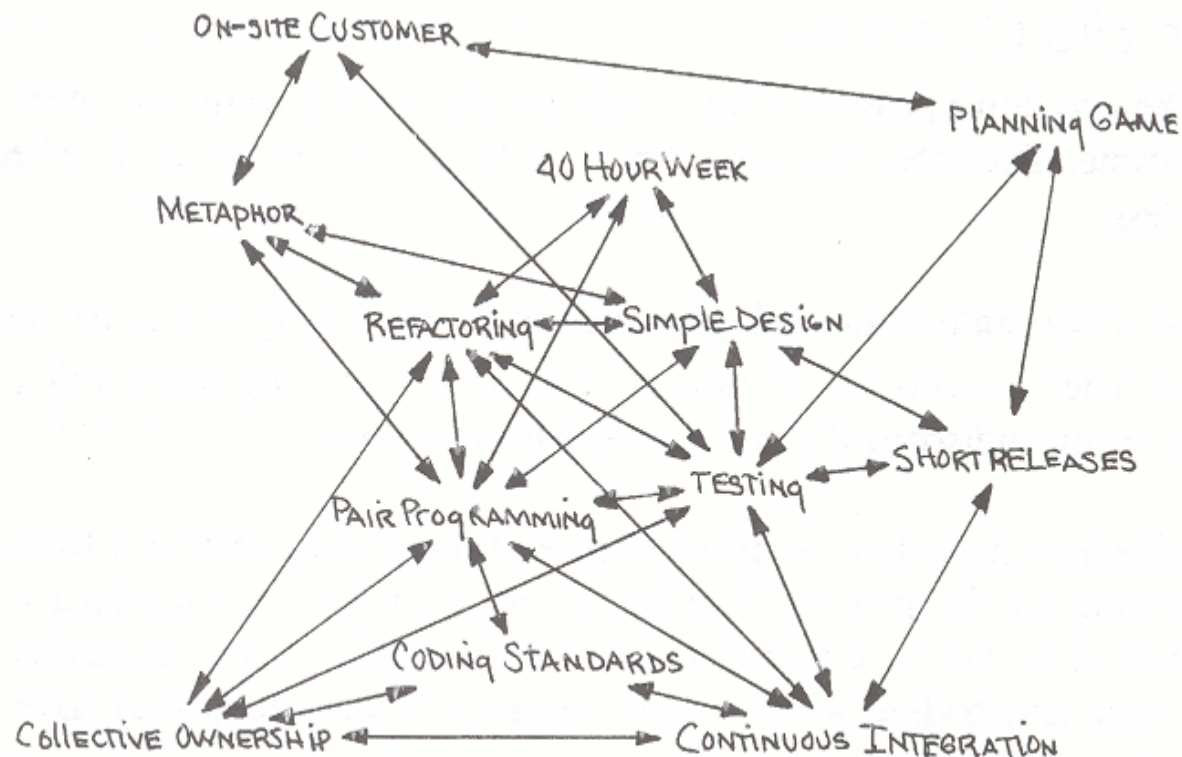 ON-SITE CUSTOMER
PLANNING GAME
40 HOUR WEEK
METAPHOR
REFACTORING
SIMPLE DESIGN
SHORT RELEASES
TESTING
PAIR PROGRAMMING
CODING STANDARDS
COLLECTIVE OWNERSHIP
CONTINUOUS INTEGRATION